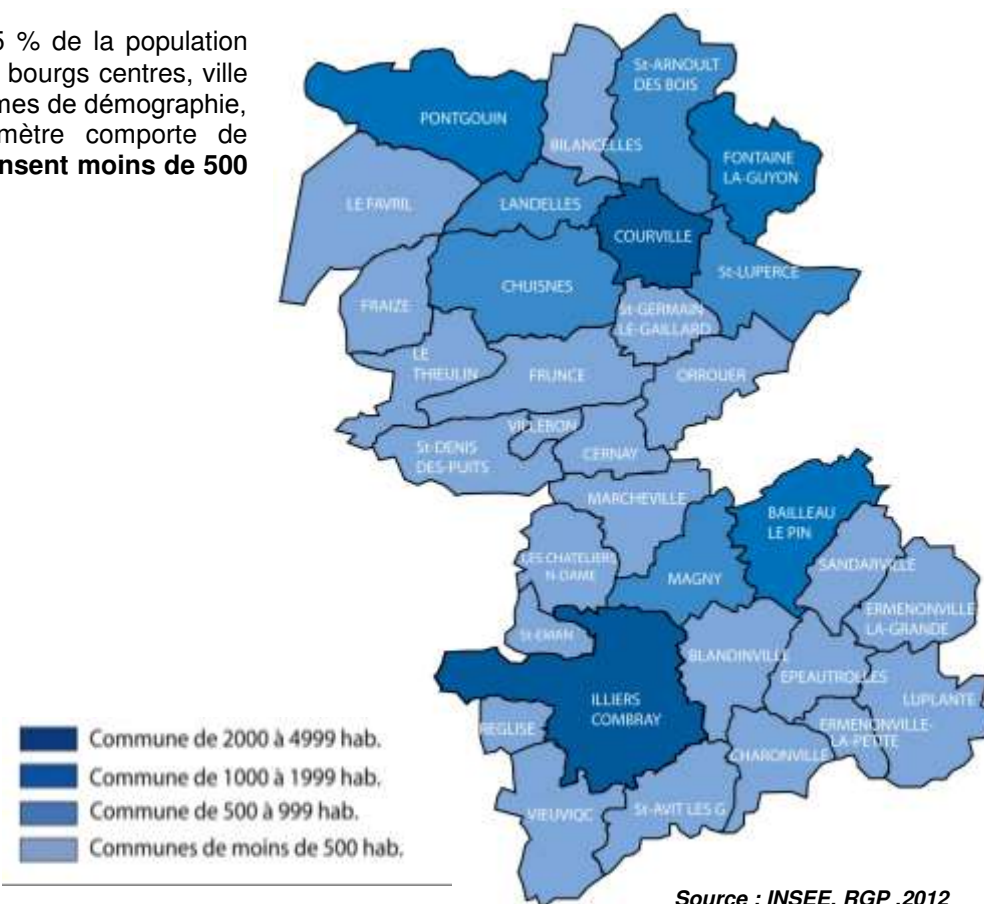 5 % de la population
bourgs centres, ville
mes de démographie,
mètre comporte de
nsent moins de 500
St-ARNOULT
DES BOIS
PONTGOUIN
BILANCELLES
FONTAINE
LA-GUYON
LE FAVRIL
LANDELLES
COURVILLE
St-LUPERCE
CHUISNES
FRAIZE
St-GERMAIN
LE-GAILLARD
LE
THIEULIN
FRUNCE
ORROUER
VILLEBON
St-DENIS
DES-PUITS
CERNAY
MARCHEVILLE
BAILLEAU
LE PIN
LES CHATELIERS
N-DAME
MAGNY
SANDARVILLE
ERMENONVILLE
LA-GRANDE
St-EMAN
BLANDINVILLE
EPEAUTROLLES
ILLIERS
COMBRAY
LUPLANTE
REGLISE
ERMENONVILLE-
LA-PETITE
CHARONVILLE
VIEUVIQC
St-AVIT LES G
Commune de 2000 à 4999 hab.
Commune de 1000 à 1999 hab.
Commune de 500 à 999 hab.
Communes de moins de 500 hab.
Source : INSEE, RGP ,2012